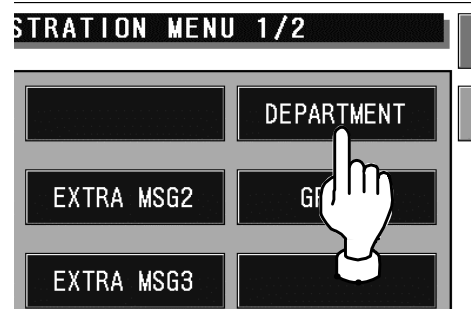 STRATION MENU 1/2
DEPARTMENT
EXTRA MSG2
EXTRA MSG3